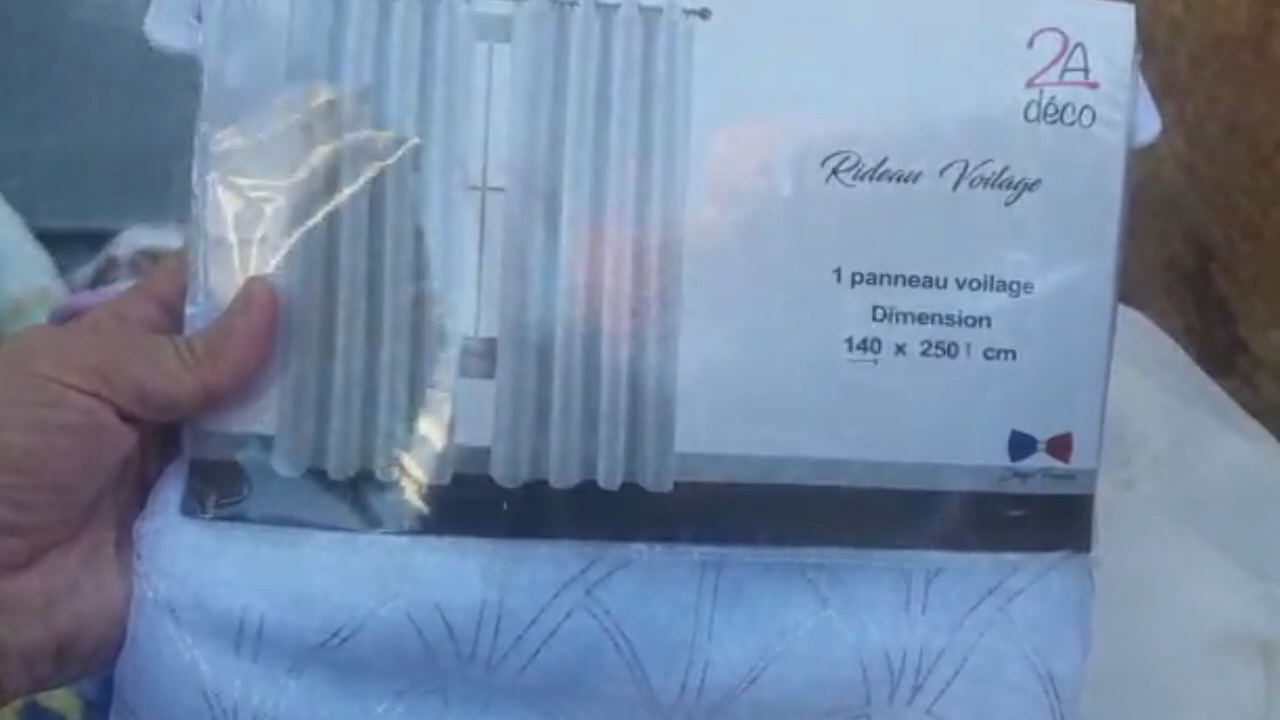 2A
déco
Rideau Voilage
1 panneau voilage
Dimension
140 x 250 cm